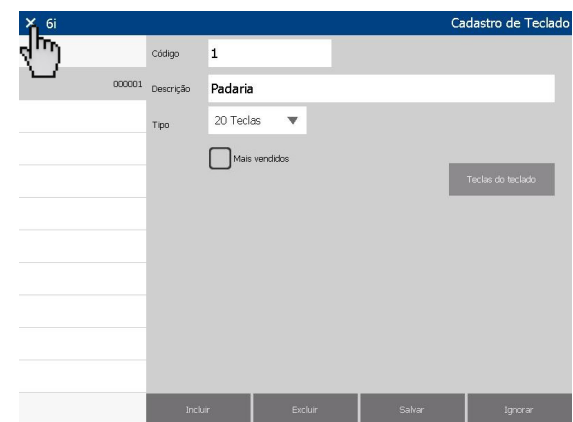 6i Cadastro de Teclado
Código 1
000001 Descrição Padaria
Tipo 20 Teclas
Mais vendidos
Teclas do teclado
Incluir Excluir Salvar Ignorar